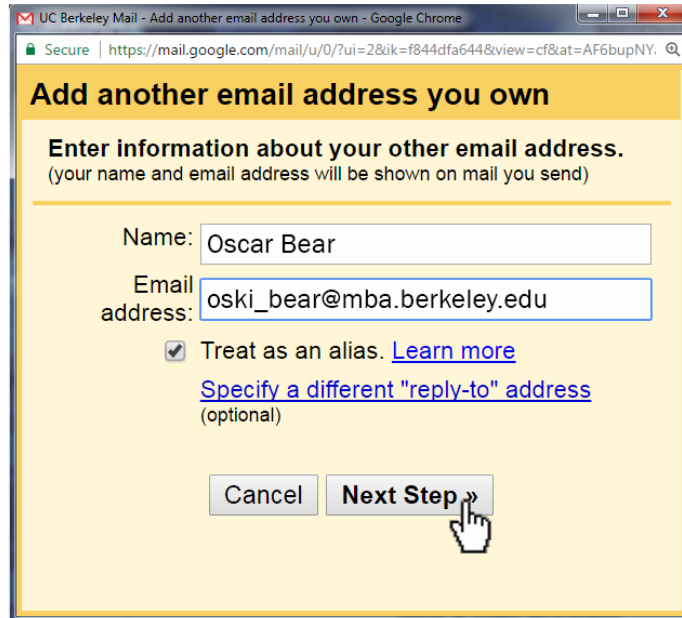 UC Berkeley Mail - Add another email address you own - Google Chrome
Secure | https://mail.google.com/mail/u/0/?ui=2&ik=f844dfa644&view=cf&at=AF6bupNY.
Add another email address you own
Enter information about your other email address.
(your name and email address will be shown on mail you send)
Name: Oscar Bear
Email
address: oski_bear@mba.berkeley.edu
Treat as an alias. Learn more
Specify a different "reply-to" address
(optional)
Cancel Next Step »